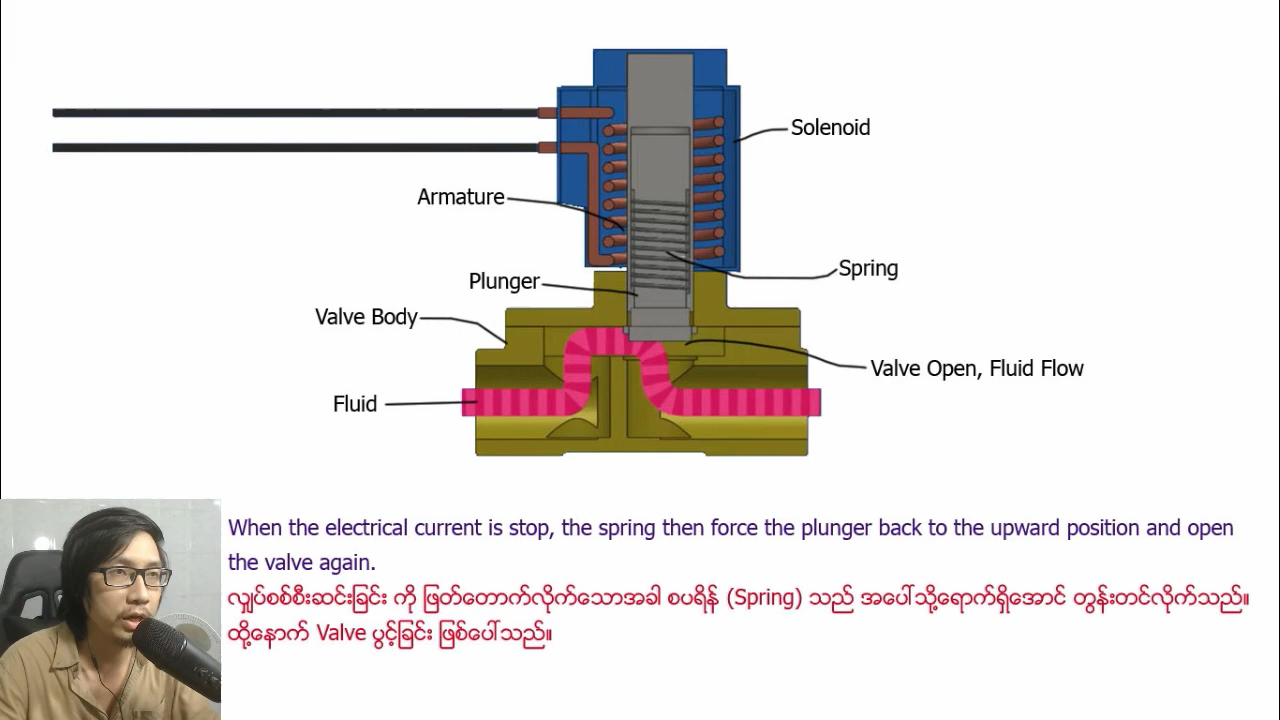 Solenoid
Armature
Spring
Plunger
Valve Body
Valve Open, Fluid Flow
Fluid
When the electrical current is stop, the spring then force the plunger back to the upward position and open
the valve again.
လျှပ်စစ်စီးဆင်းခြင်း ကို ဖြတ်တောက်လိုက်သောအခါ စပရိန် (Spring) သည် အပေါ်သို့ရောက်ရှိအောင် တွန်းတင်လိုက်သည်။
ထို့နောက် Valve ပွင့်ခြင်း ဖြစ်ပေါ်သည်။